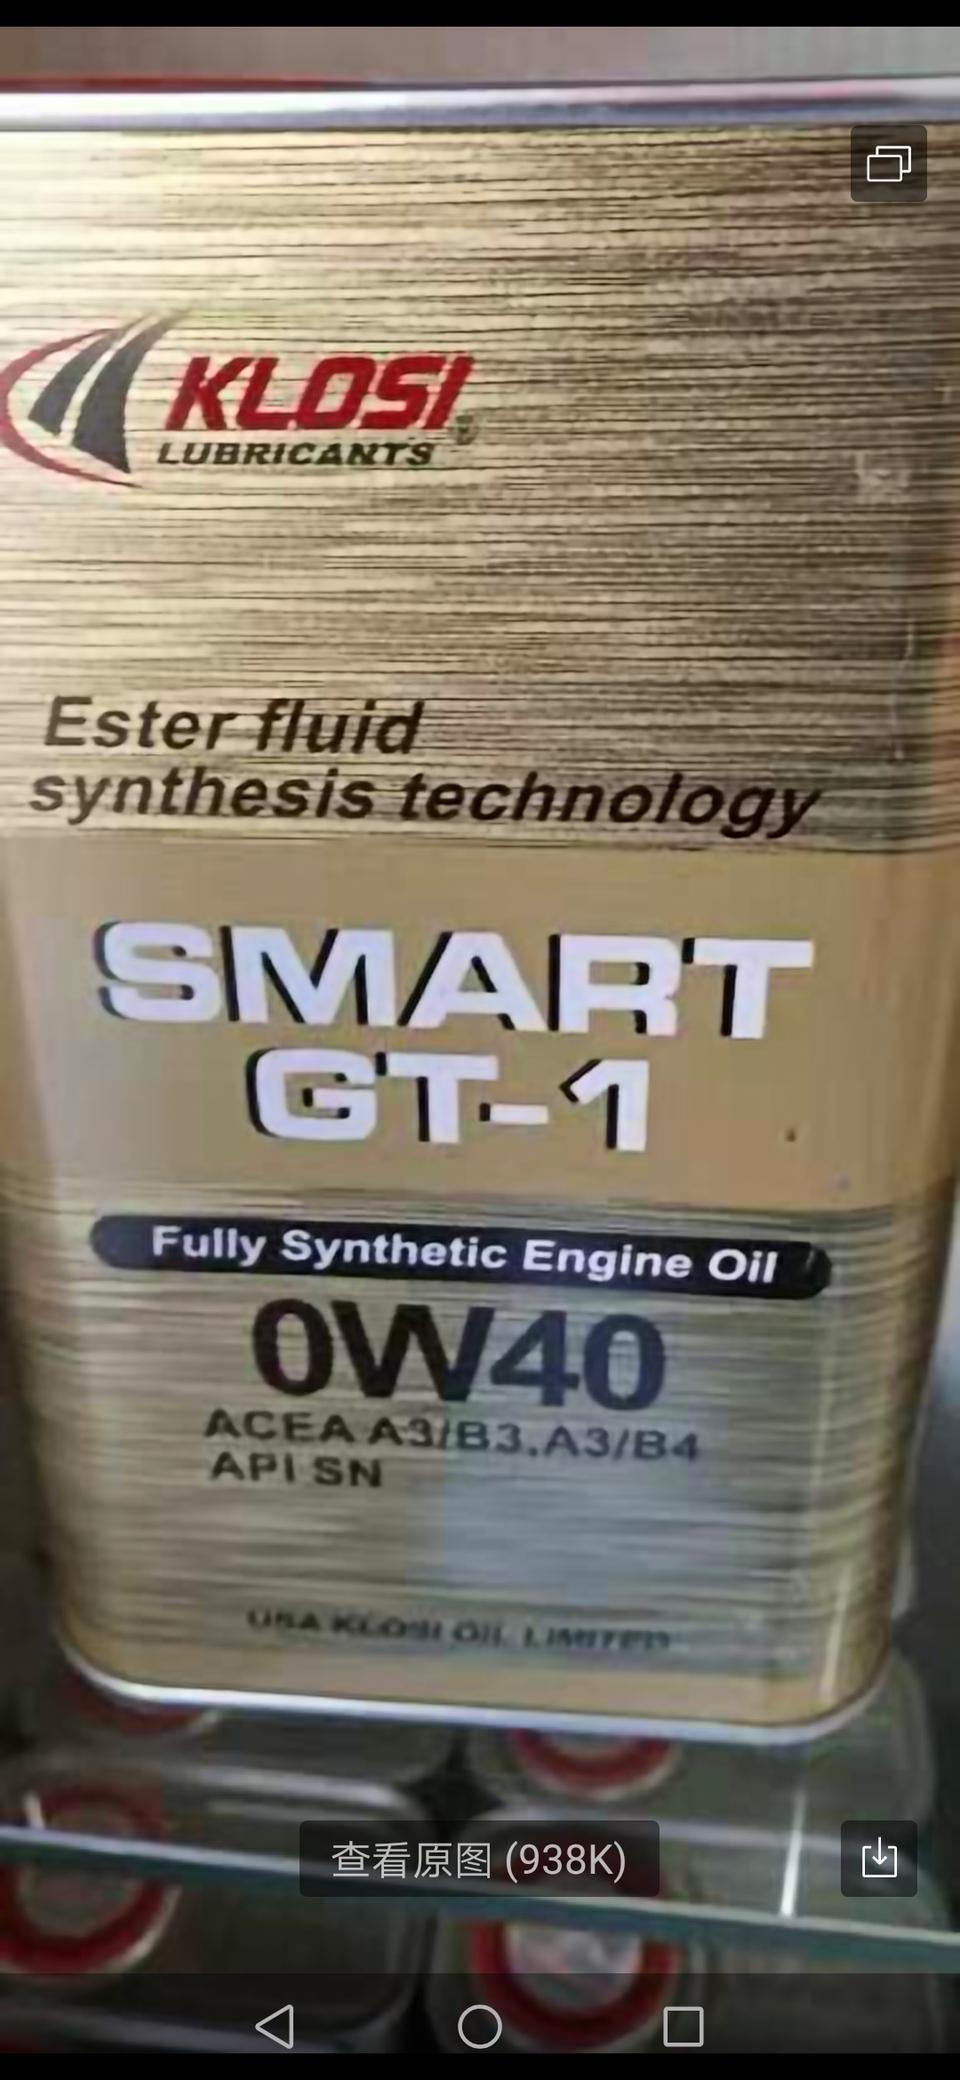 KLOSI
LUBRICANTS
Ester fluid
synthesis technology
SMART
GT-1
Fully Synthetic Engine Oil
0W40
ACEA A3/B3.A3/B4
API SN
USA KLOSI OIL LIMITED
查看原图 (938K)